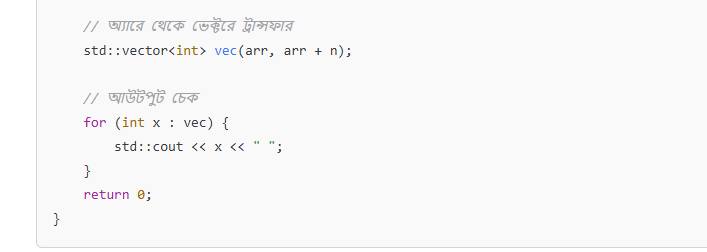 // অ্যারে থেকে ভেক্টরে ট্রান্সফার
std::vector<int> vec(arr, arr + n);
// আউটপুট চেক
for (int x : vec) {
std::cout << x << " ";
}
return 0;
}